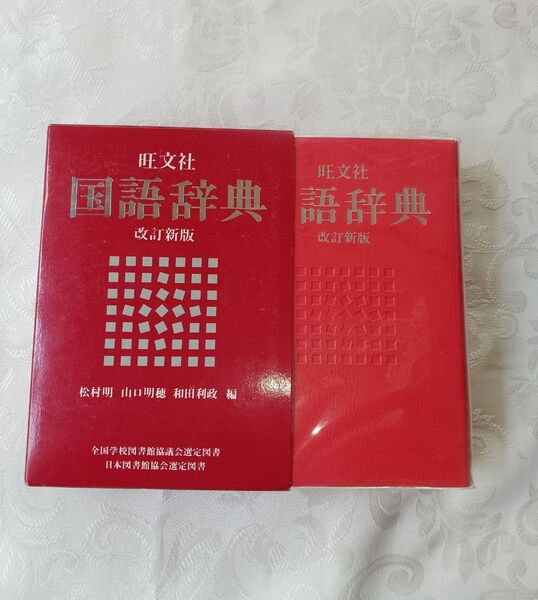 旺文社
国語辞典
改訂新版
松村明 山口明穂 和田利政 編
全国学校図書館協議会選定図書
日本図書館協会選定図書
旺文社
語辞典
改訂新版